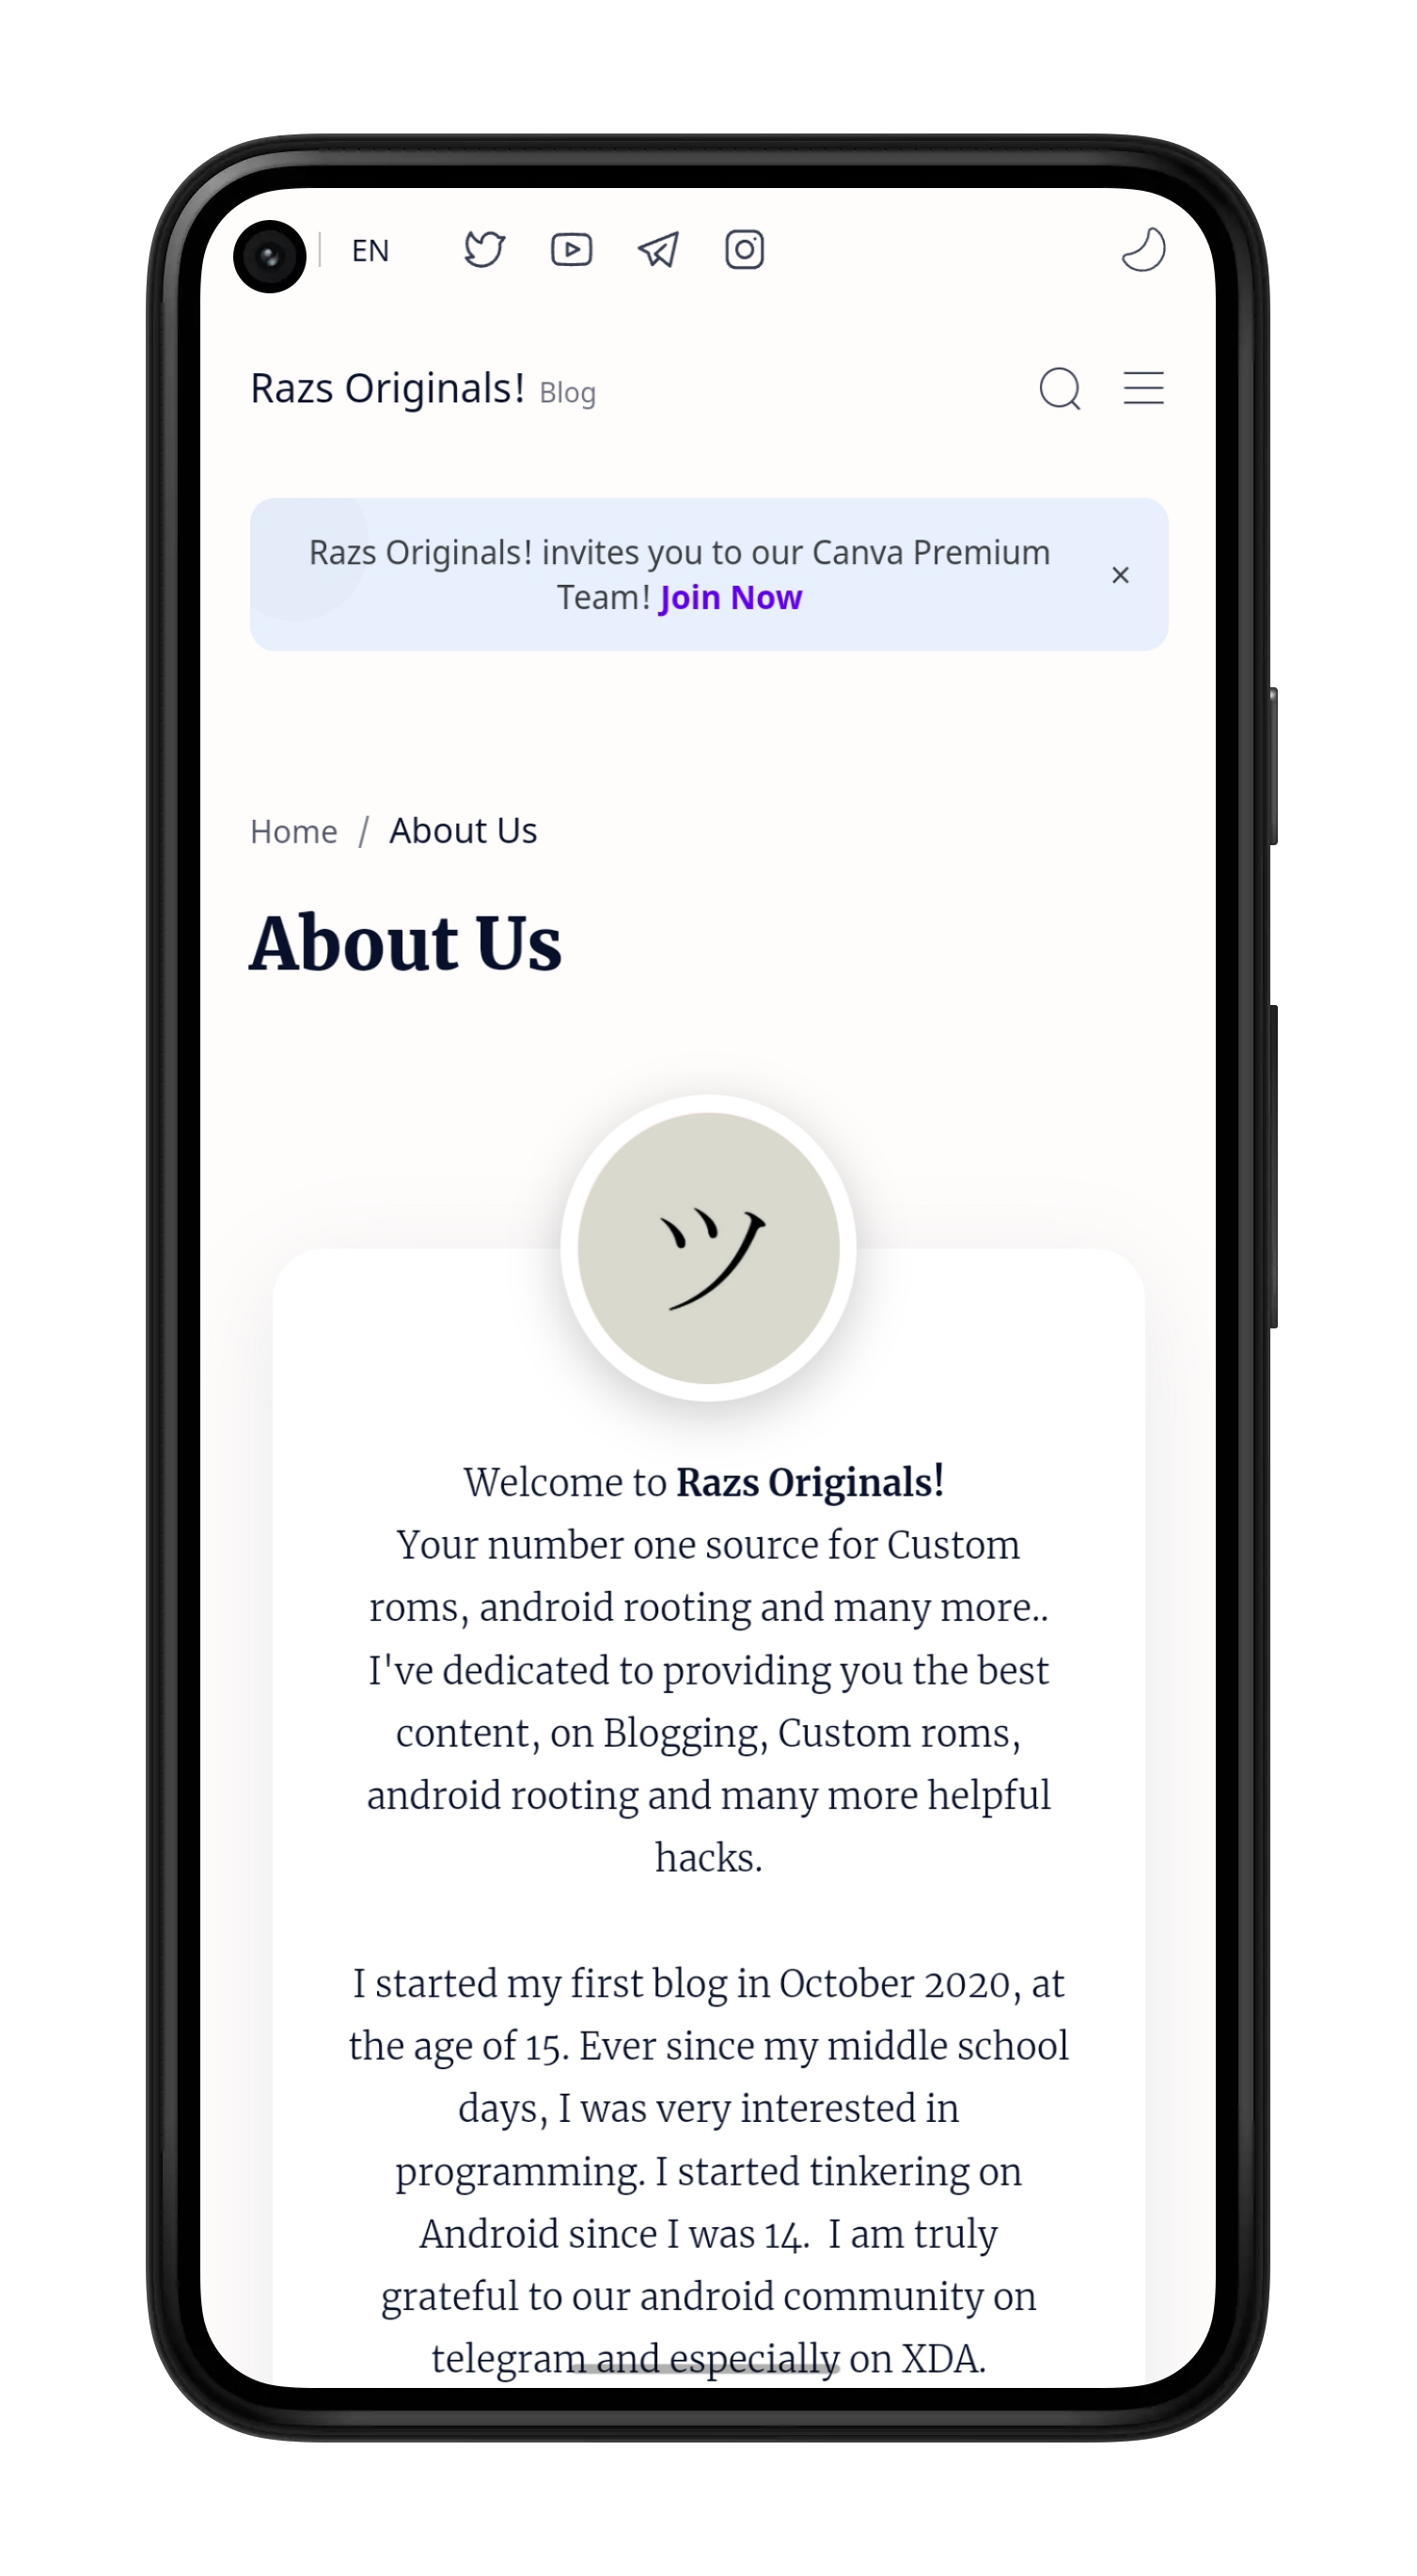 EN
Razs Originals! Blog
Razs Originals! invites you to our Canva Premium
Team! Join Now
×
Home / About Us
About Us
ツ
Welcome to Razs Originals!
Your number one source for Custom
roms, android rooting and many more..
I've dedicated to providing you the best
content, on Blogging, Custom roms,
android rooting and many more helpful
hacks.
I started my first blog in October 2020, at
the age of 15. Ever since my middle school
days, I was very interested in
programming. I started tinkering on
Android since I was 14.  I am truly
grateful to our android community on
telegram and especially on XDA.